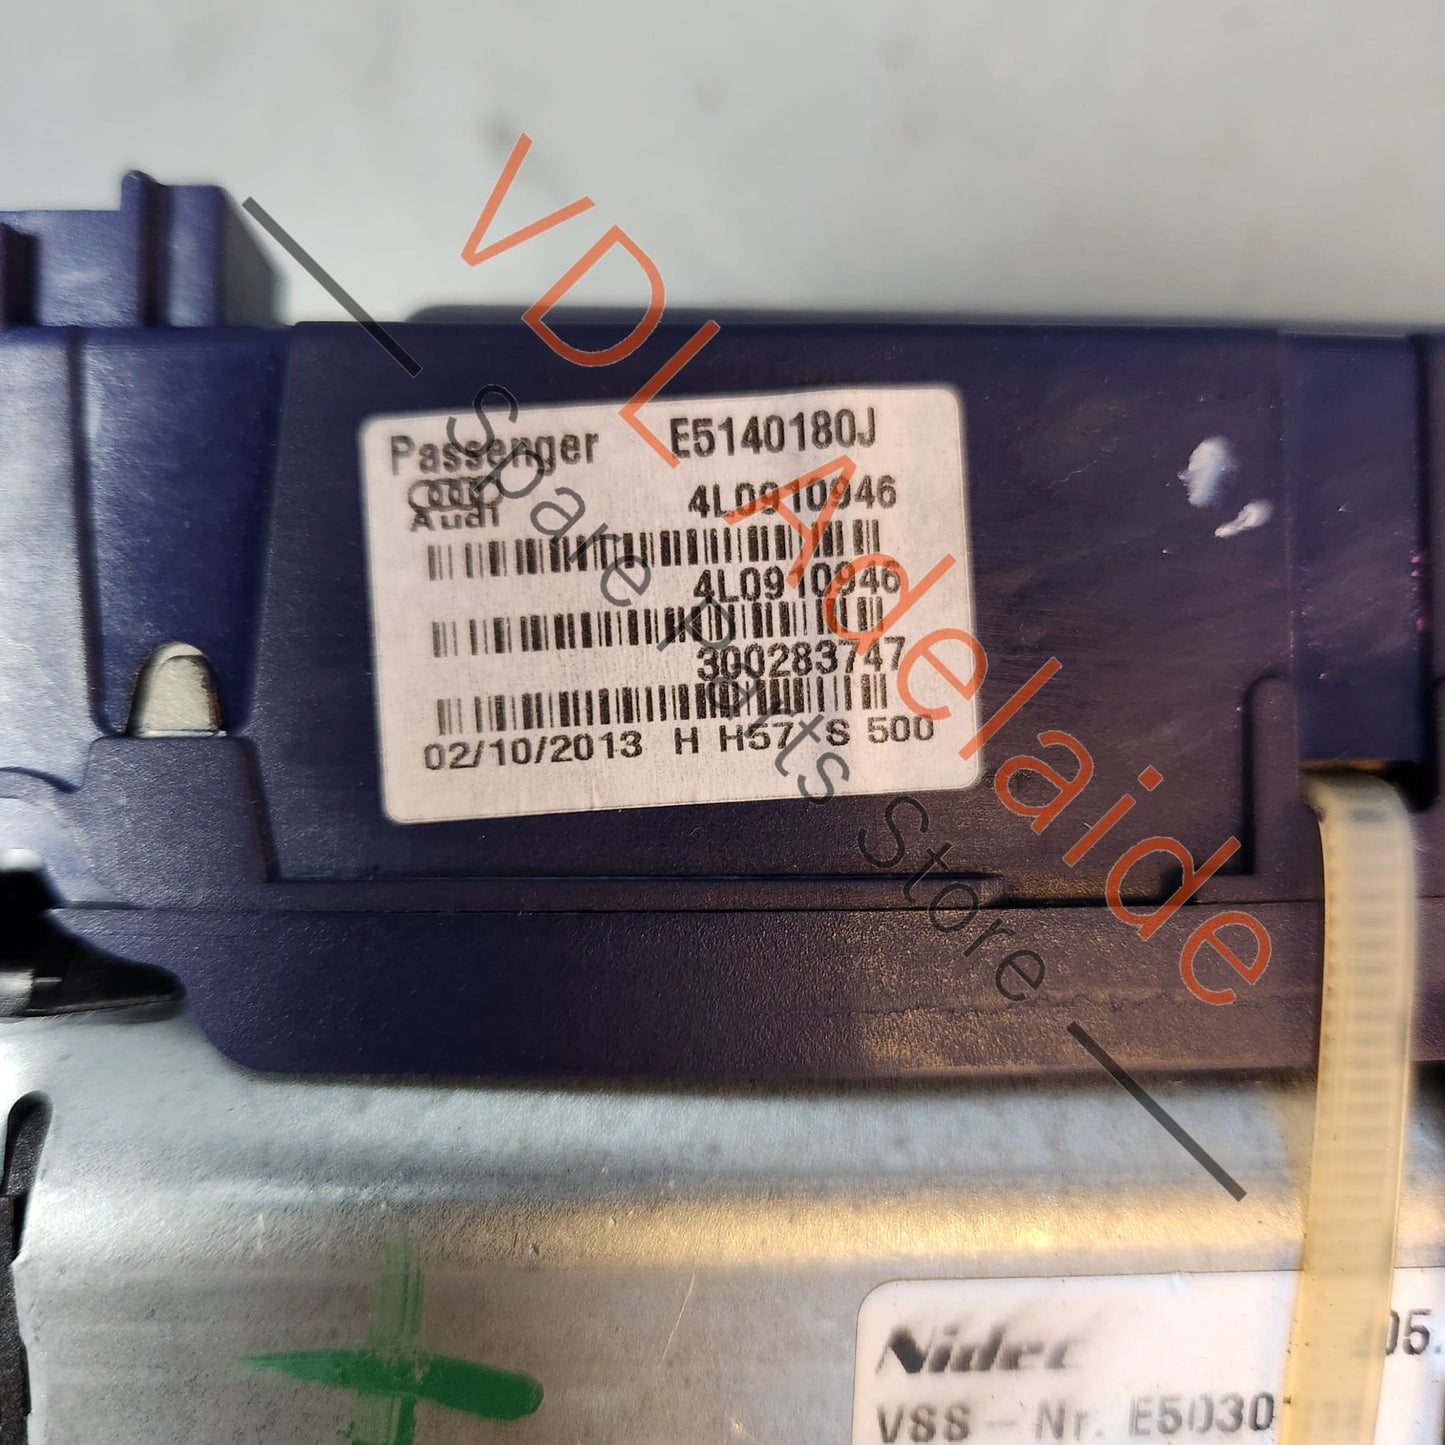 Passenger E5140180J
Audi 4L0910946
4L0910946
300283747
02/10/2013 H H57 S 500
VDL Adelaide
Spare Parts Store
Nidec 05.
VSS-Nr. E5030